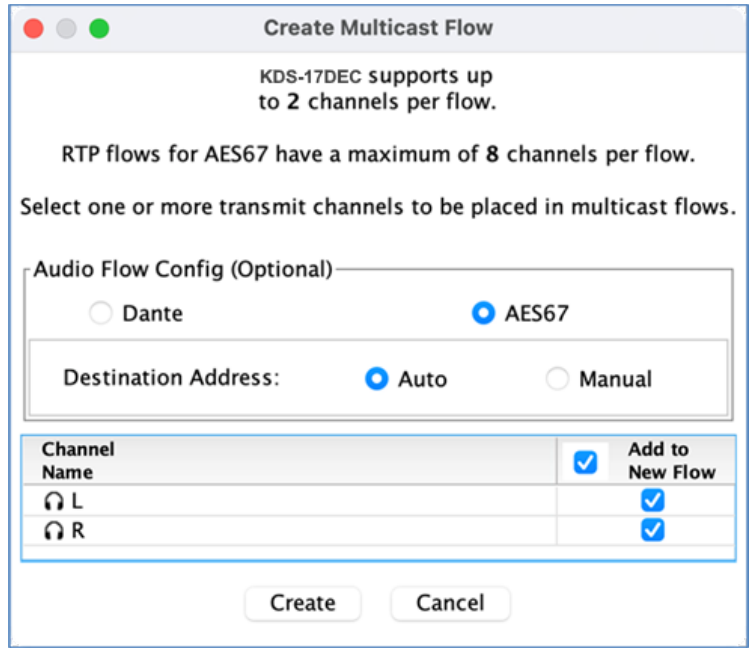 Create Multicast Flow
KDS-17DEC supports up
to 2 channels per flow.
RTP flows for AES67 have a maximum of 8 channels per flow.
Select one or more transmit channels to be placed in multicast flows.
Audio Flow Config (Optional)
Dante AES67
Destination Address: Auto Manual
Channel Name Add to New Flow
L
R
Create Cancel